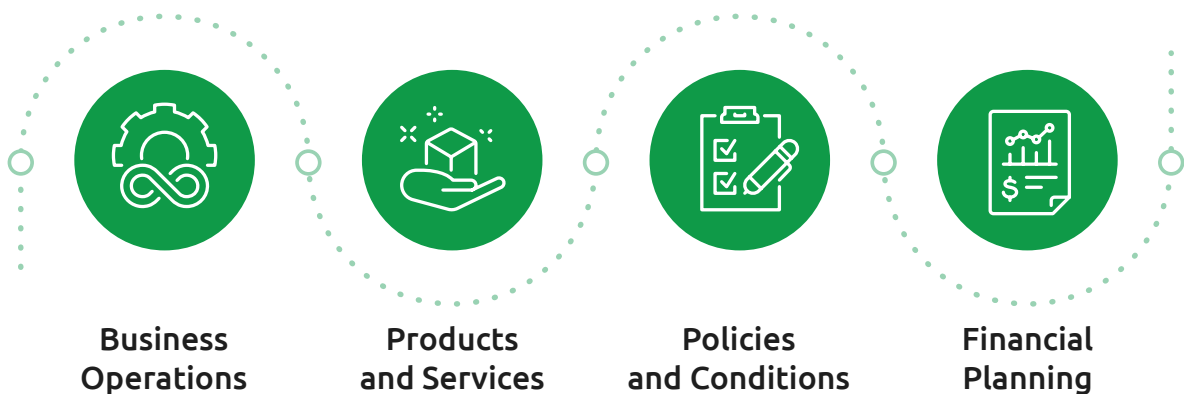 Business
Operations
Products
and Services
Policies
and Conditions
$
Financial
Planning